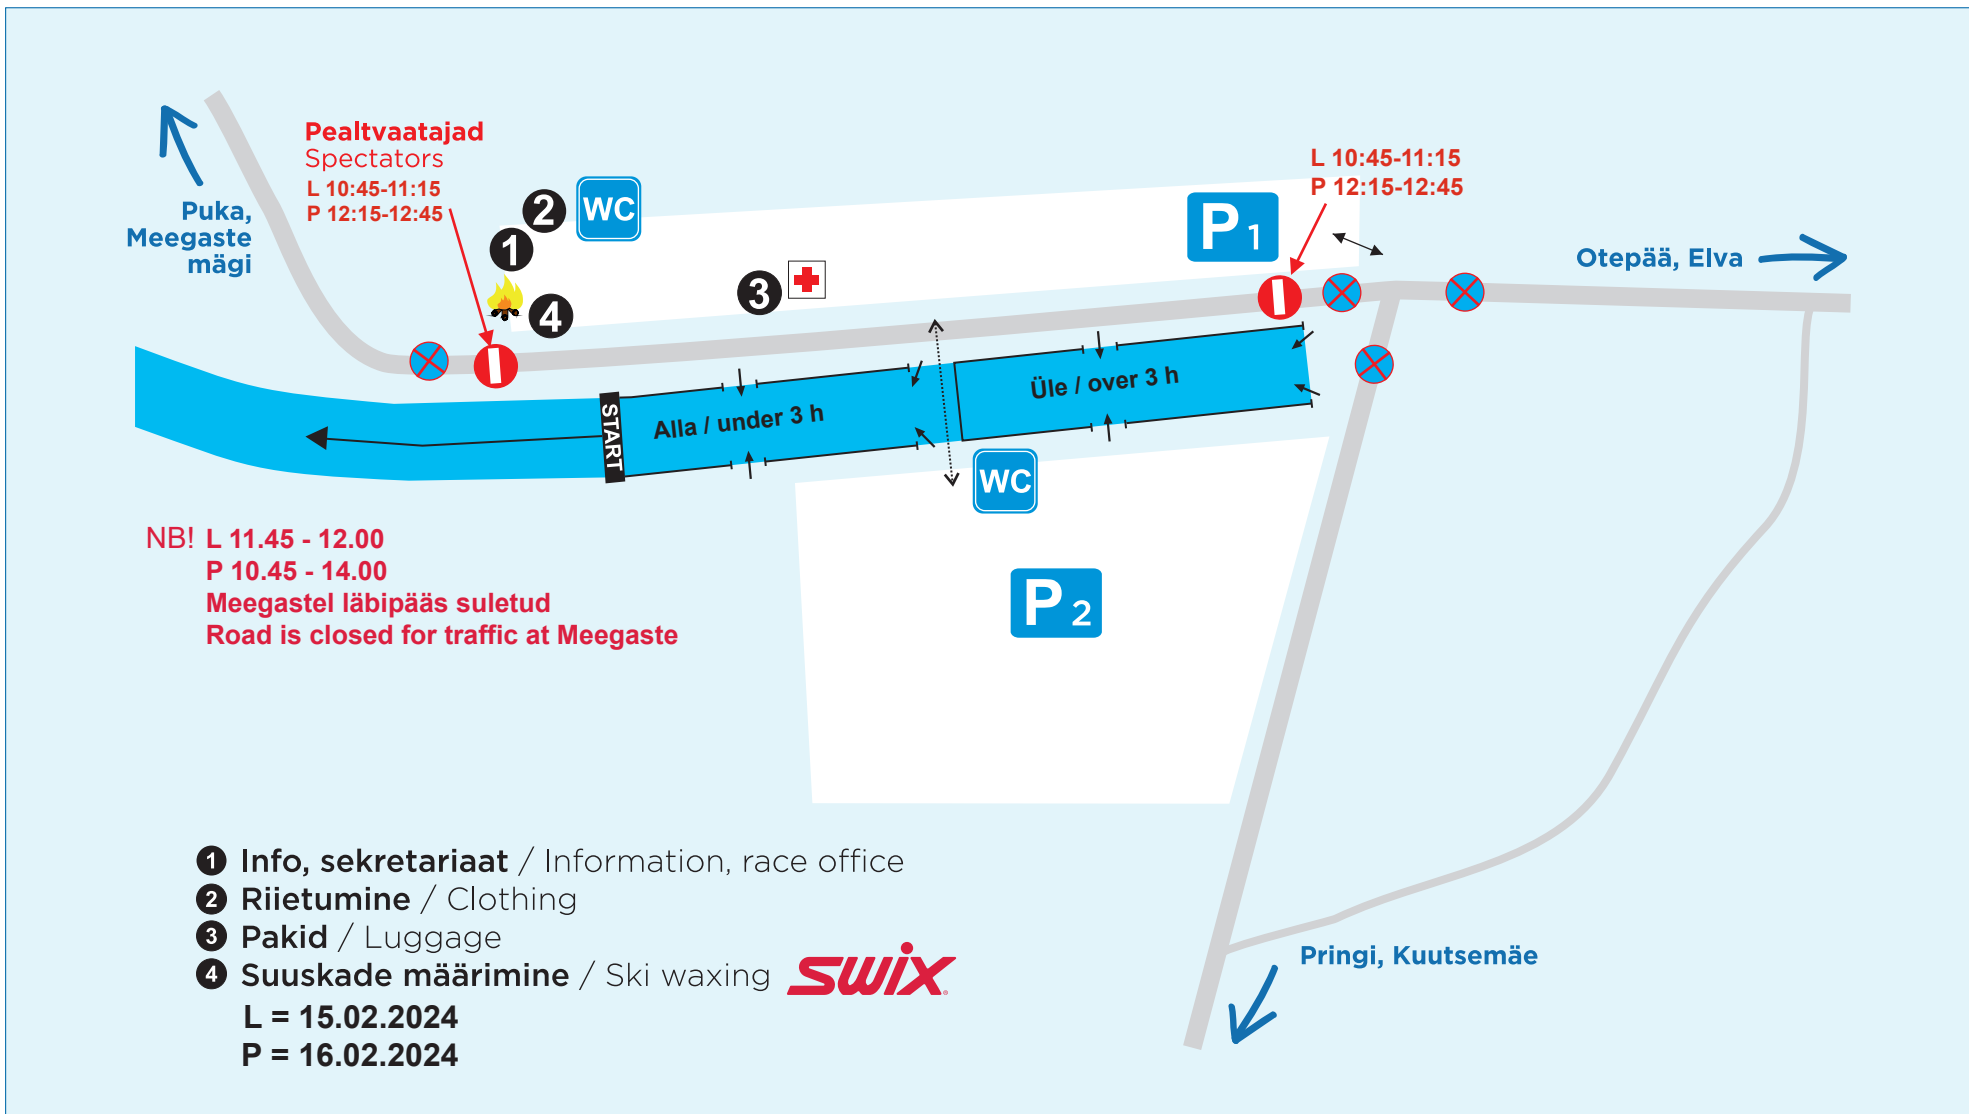 Pealtvaatajad
Spectators
L 10:45-11:15
P 12:15-12:45
L 10:45-11:15
P 12:15-12:45
Puka,
Meegaste
mägi
2
WC
1
3
4
P 1
Otepää, Elva
START
Alla / under 3 h
Üle / over 3 h
WC
P 2
NB! L 11.45 - 12.00
P 10.45 - 14.00
Meegastel läbipääs suletud
Road is closed for traffic at Meegaste
1 Info, sekretariaat / Information, race office
2 Riietumine / Clothing
3 Pakid / Luggage
4 Suuskade määrimine / Ski waxing SWIX
L = 15.02.2024
P = 16.02.2024
Pringi, Kuutsemäe